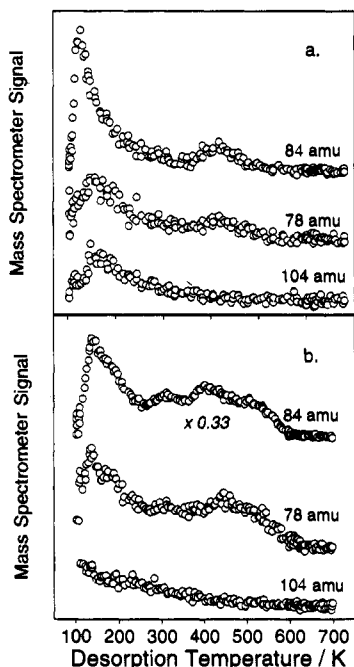 a.
Mass Spectrometer Signal
84 amu
78 amu
104 amu
b.
Mass Spectrometer Signal
84 amu
x 0.33
78 amu
104 amu
100 200 300 400 500 600 700
Desorption Temperature / K